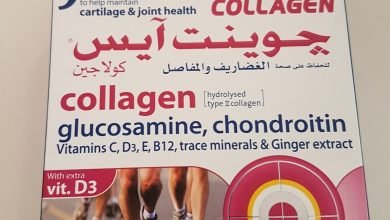 to help maintain
cartilage & joint health
COLLAGEN
چوينت آيس
للحفاظ على صحة الغضاريف والمفاصل
كولاجين
collagen [hydrolysed type II collagen]
glucosamine, chondroitin
Vitamins C, D3, E, B12, trace minerals & Ginger extract
With extra
vit. D3